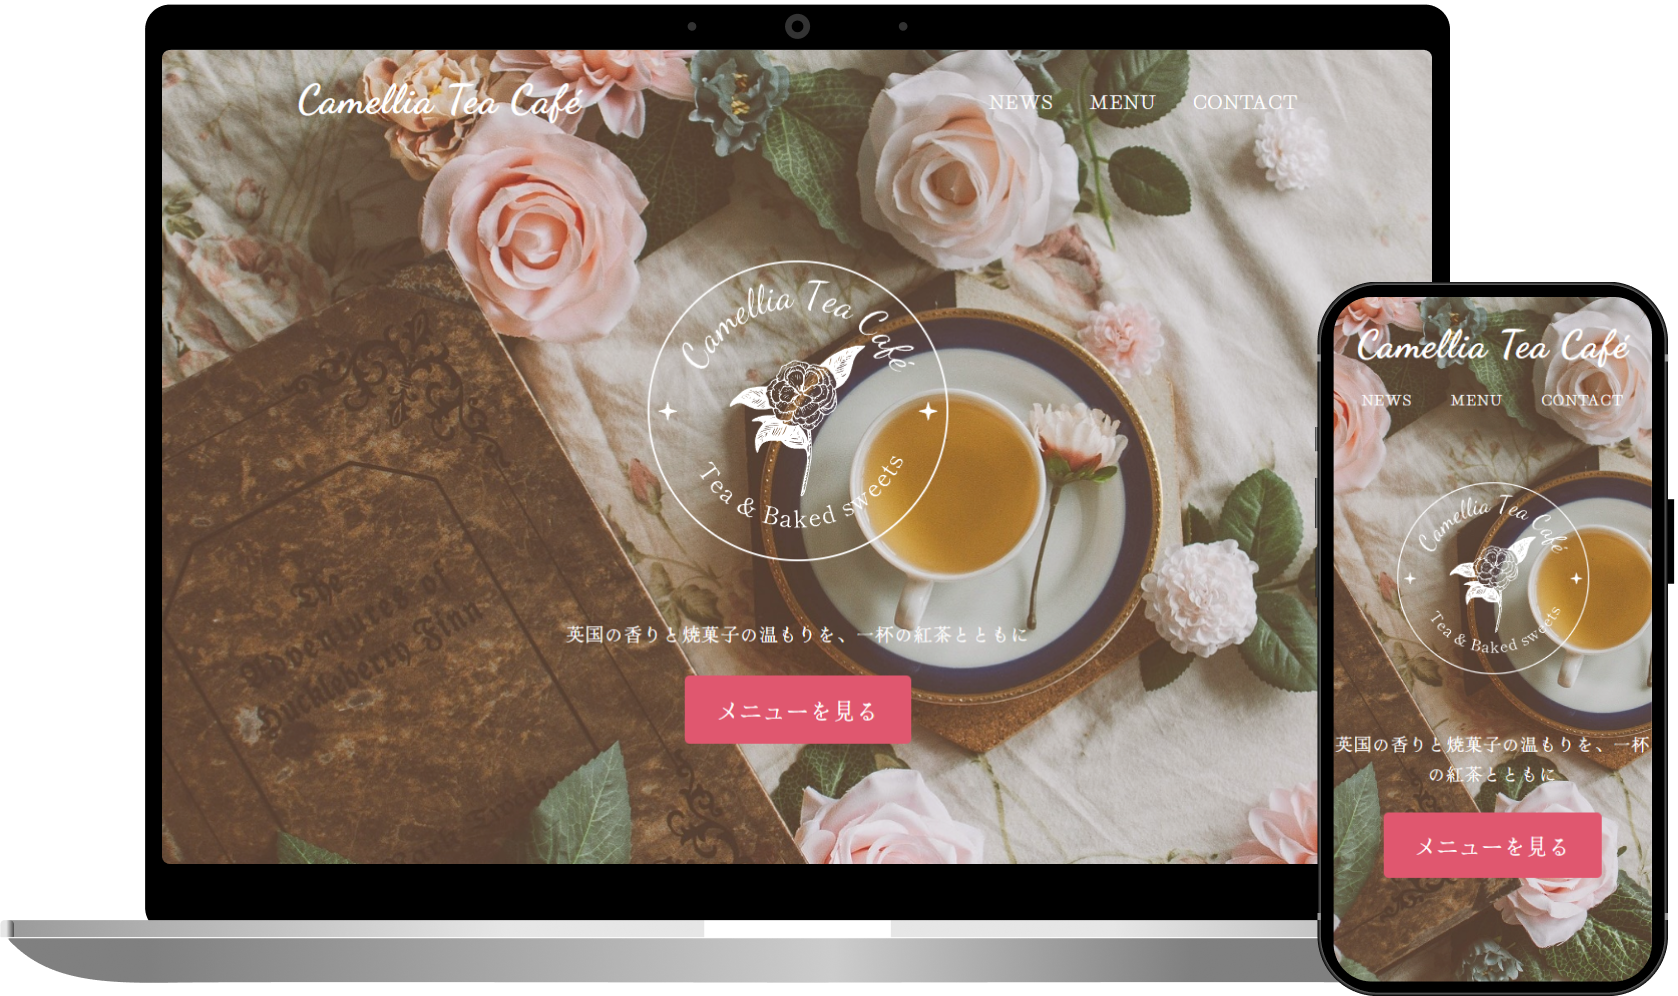 Camellia Tea Café
NEWS MENU CONTACT
Camellia Tea Café
Tea & Baked sweets
英国の香りと焼菓子の温もりを、一杯の紅茶とともに
メニューを見る
The
Adventures of
Huckleberry Finn
Camellia Tea Café
NEWS MENU CONTACT
Camellia Tea Café
Tea & Baked sweets
英国の香りと焼菓子の温もりを、一杯
の紅茶とともに
メニューを見る